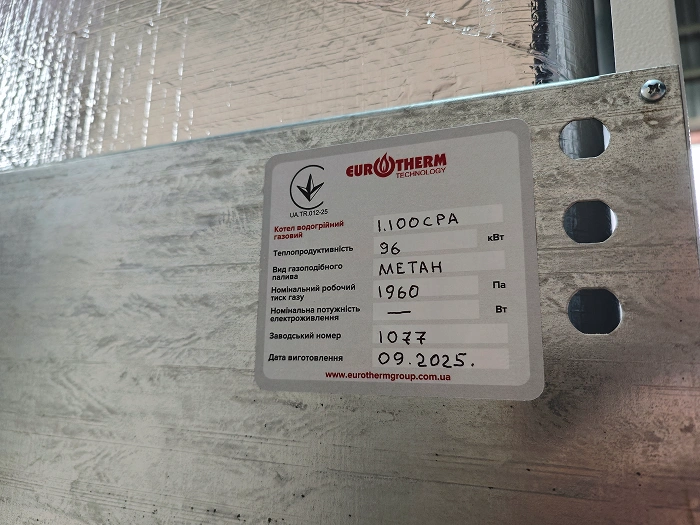 EUROTHERM
TECHNOLOGY
UA.TR.012-25
Котел водогрійний газовий 1.100СРА
Теплопродуктивність 96 кВт
Вид газоподібного палива МЕТАН
Номінальний робочий тиск газу 1960 Па
Номінальна потужність електроживлення — Вт
Заводський номер 1077
Дата виготовлення 09.2025.
www.eurothermgroup.com.ua